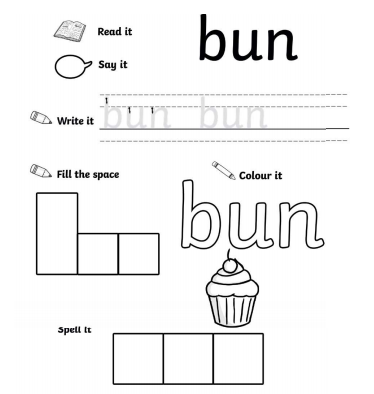 Read it
bun
Say it
Write it bun bun
Fill the space
Colour it
bun
Spell it